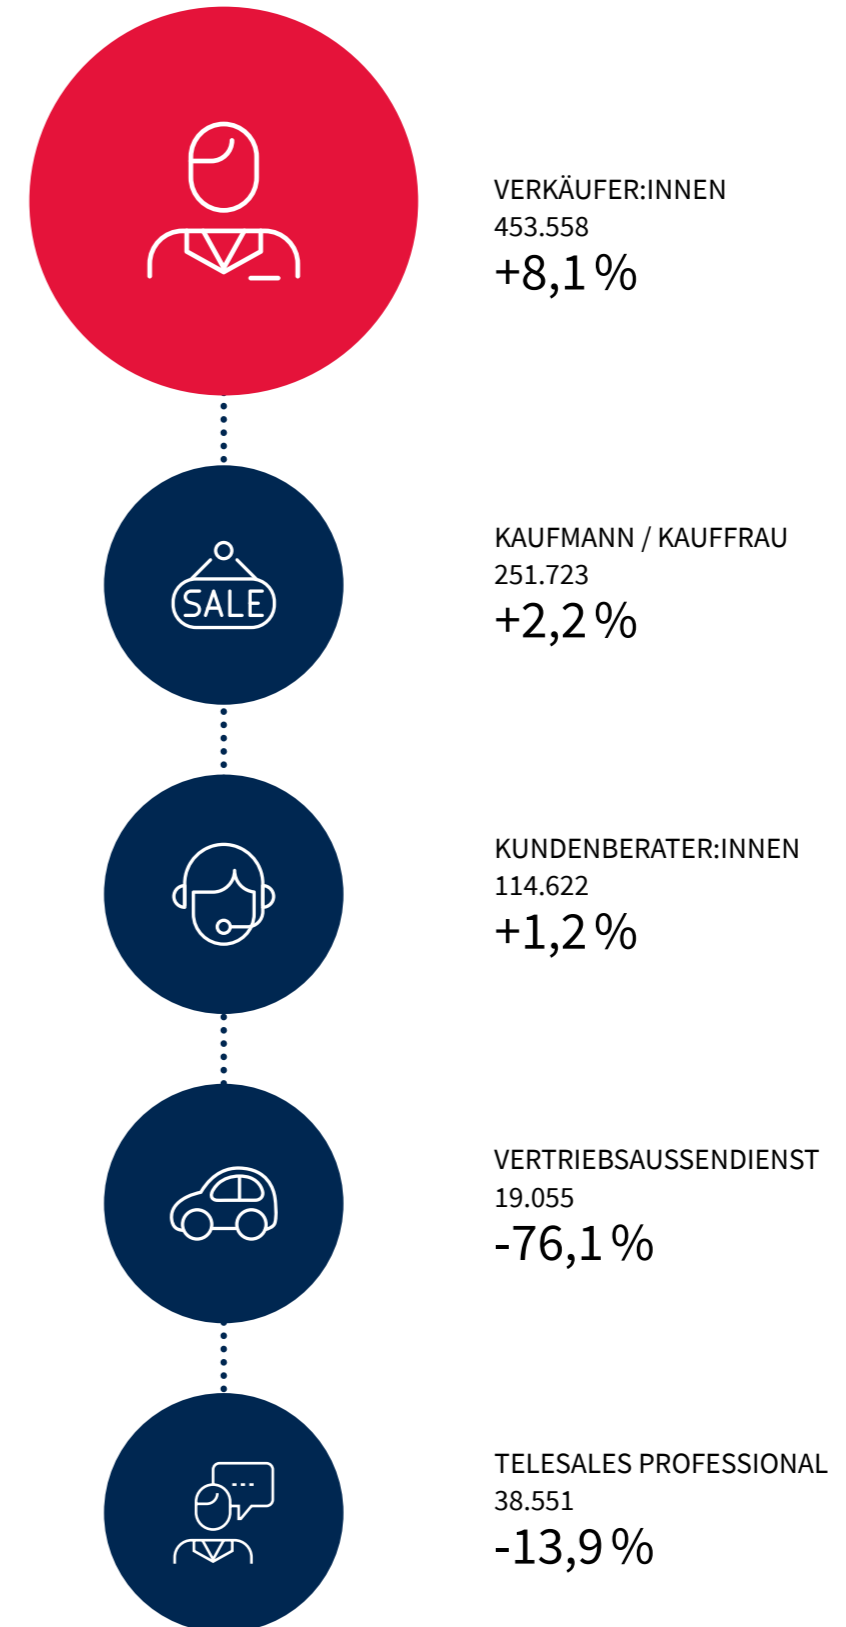 VERKÄUFER:INNEN
453.558
+8,1 %
SALE
KAUFMANN / KAUFFRAU
251.723
+2,2 %
KUNDENBERATER:INNEN
114.622
+1,2 %
VERTRIEBSAUSSENDIENST
19.055
-76,1 %
TELESALES PROFESSIONAL
38.551
-13,9 %